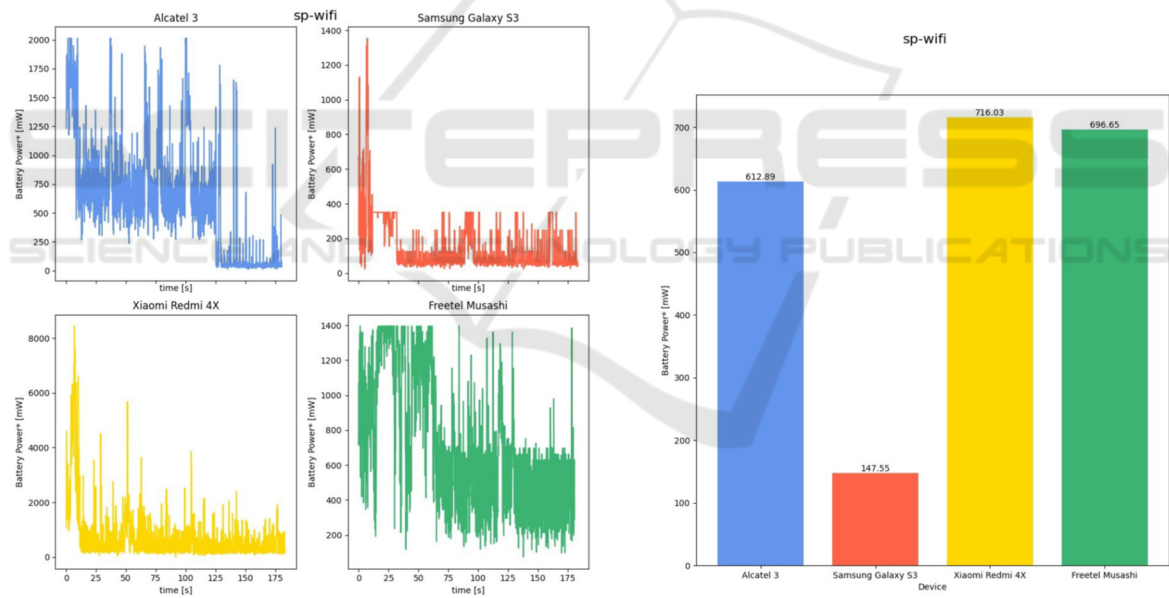 sp-wifi
Alcatel 3
Battery Power* [mW]
2000
1750
1500
1250
1000
750
500
250
0
time [s]
Samsung Galaxy S3
Battery Power* [mW]
1400
1200
1000
800
600
400
200
0
time [s]
Xiaomi Redmi 4X
Battery Power* [mW]
8000
6000
4000
2000
0
0 25 50 75 100 125 150 175
time [s]
Freetel Musashi
Battery Power* [mW]
1400
1200
1000
800
600
400
200
0 25 50 75 100 125 150 175
time [s]
sp-wifi
Battery Power* [mW]
700
600
500
400
300
200
100
0
612.89
147.55
716.03
696.65
Alcatel 3 Samsung Galaxy S3 Xiaomi Redmi 4X Freetel Musashi
Device
SCITEPRESS
SCIENCE AND TECHNOLOGY PUBLICATIONS